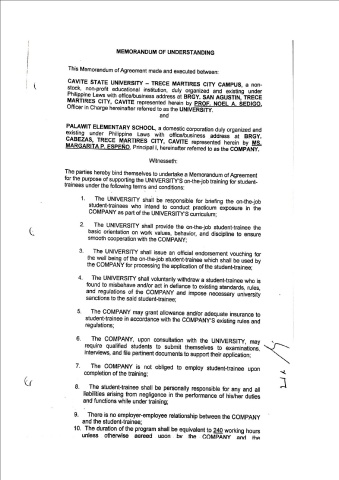 MEMORANDUM OF UNDERSTANDING
This Memorandum of Agreement made and executed between:
CAVITE STATE UNIVERSITY – TRECE MARTIRES CITY CAMPUS, a non-
stock, non-profit educational institution, duly organized and existing under
Philippine Laws with office/business address at BRGY. SAN AGUSTIN, TRECE
MARTIRES CITY, CAVITE represented herein by PROF. NOEL A. SEDIGO,
Officer in Charge hereinafter referred to as the UNIVERSITY.
and
PALAWIT ELEMENTARY SCHOOL, a domestic corporation duly organized and
existing under Philippine Laws with office/business address at BRGY.
CABEZAS, TRECE MARTIRES CITY, CAVITE represented herein by MS.
MARGARITA P. ESPEÑO, Principal I, hereinafter referred to as the COMPANY.
Witnesseth:
The parties hereby bind themselves to undertake a Memorandum of Agreement
for the purpose of supporting the UNIVERSITY'S on-the-job training for student-
trainees under the following terms and conditions:
1. The UNIVERSITY shall be responsible for briefing the on-the-job
student-trainees who intend to conduct practicum exposure in the
COMPANY as part of the UNIVERSITY'S curriculum;
2. The UNIVERSITY shall provide the on-the-job student-trainee the
basic orientation on work values, behavior, and discipline to ensure
smooth cooperation with the COMPANY;
3. The UNIVERSITY shall issue an official endorsement vouching for
the well being of the on-the-job student-trainee which shall be used by
the COMPANY for processing the application of the student-trainee;
4. The UNIVERSITY shall voluntarily withdraw a student-trainee who is
found to misbehave and/or act in defiance to existing standards, rules,
and regulations of the COMPANY and impose necessary university
sanctions to the said student-trainee;
5. The COMPANY may grant allowance and/or adequate insurance to
student-trainee in accordance with the COMPANY'S existing rules and
regulations;
6. The COMPANY, upon consultation with the UNIVERSITY, may
require qualified students to submit themselves to examinations,
interviews, and file pertinent documents to support their application;
7. The COMPANY is not obliged to employ student-trainee upon
completion of the training;
8. The student-trainee shall be personally responsible for any and all
liabilities arising from negligence in the performance of his/her duties
and functions while under training;
9. There is no employer-employee relationship between the COMPANY
and the student-trainees;
10. The duration of the program shall be equivalent to 240 working hours
unless otherwise agreed upon by the COMPANY and the